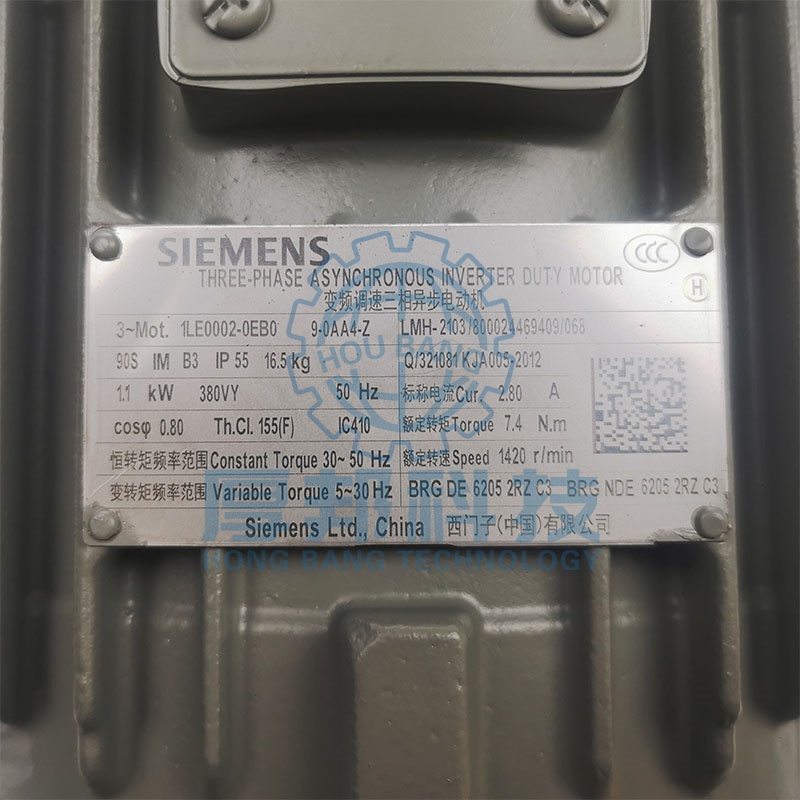 SIEMENS
CCC
THREE-PHASE ASYNCHRONOUS INVERTER DUTY MOTOR
H
变频调速三相异步电动机
3~Mot. 1LE0002-0EB0 9-0AA4-Z LMH-2103/800024469409/068
90S IM B3 IP 55 16.5 kg Q/321081 KJA005-2012
1.1 kW 380VY 50 Hz 标称电流Cur. 2.80 A
cosφ 0.80 Th.Cl. 155(F) IC410 额定转矩Torque 7.4 N.m
恒转矩频率范围Constant Torque 30~ 50 Hz 额定转速Speed 1420 r/min
变转矩频率范围Variable Torque 5~30 Hz BRG DE 6205 2RZ C3 BRG NDE 6205 2RZ C3
Siemens Ltd., China 西门子(中国)有限公司
HOU BANG
厚邦科技
HONG BANG TECHNOLOGY